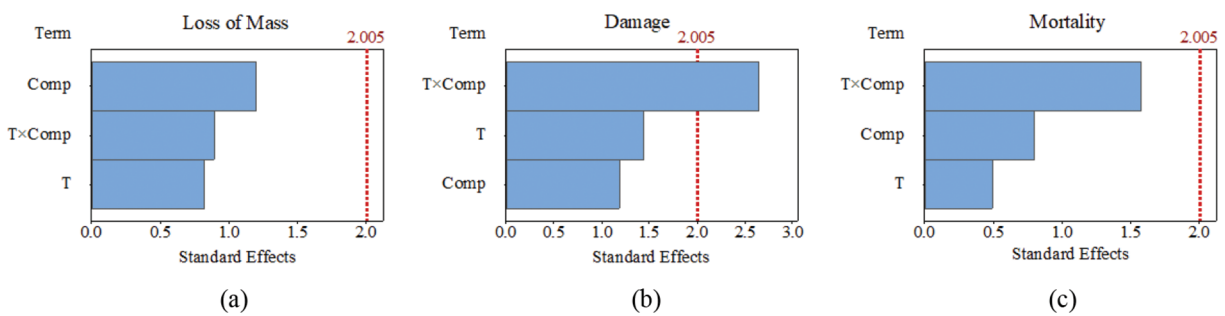 Loss of Mass
Term
2.005
Comp
T×Comp
T
0.0 0.5 1.0 1.5 2.0
Standard Effects
(a)
Damage
Term
2.005
T×Comp
T
Comp
0.0 0.5 1.0 1.5 2.0 2.5 3.0
Standard Effects
(b)
Mortality
Term
2.005
T×Comp
Comp
T
0.0 0.5 1.0 1.5 2.0
Standard Effects
(c)